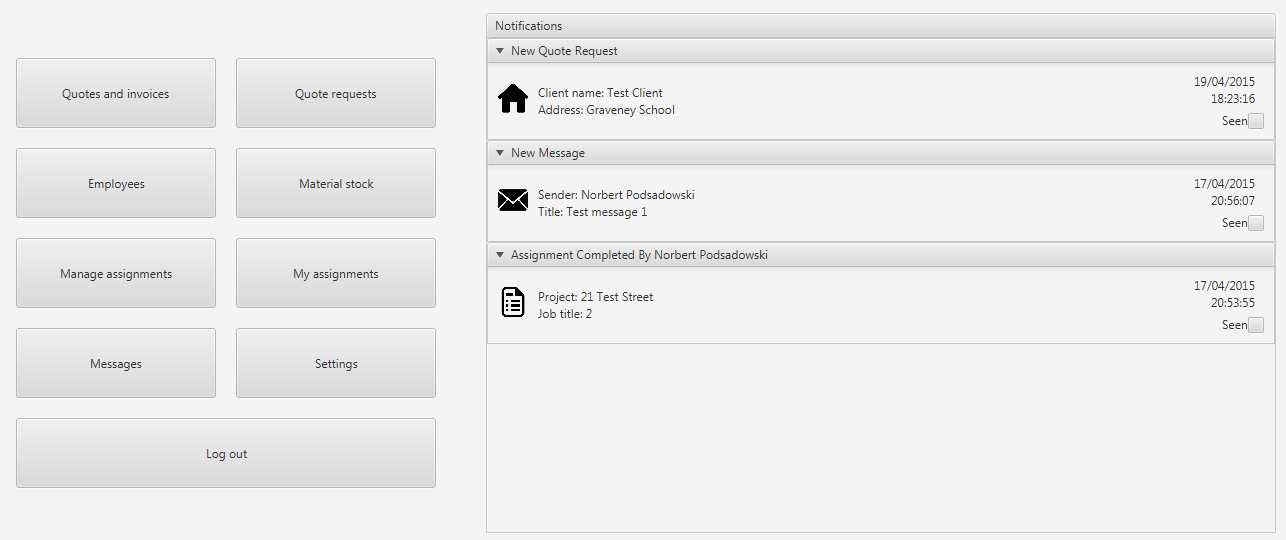 Quotes and invoices
Quote requests
Employees
Material stock
Manage assignments
My assignments
Messages
Settings
Log out
Notifications
New Quote Request
Client name: Test Client
Address: Graveney School
19/04/2015
18:23:16
Seen
New Message
Sender: Norbert Podsadowski
Title: Test message 1
17/04/2015
20:56:07
Seen
Assignment Completed By Norbert Podsadowski
Project: 21 Test Street
Job title: 2
17/04/2015
20:53:55
Seen